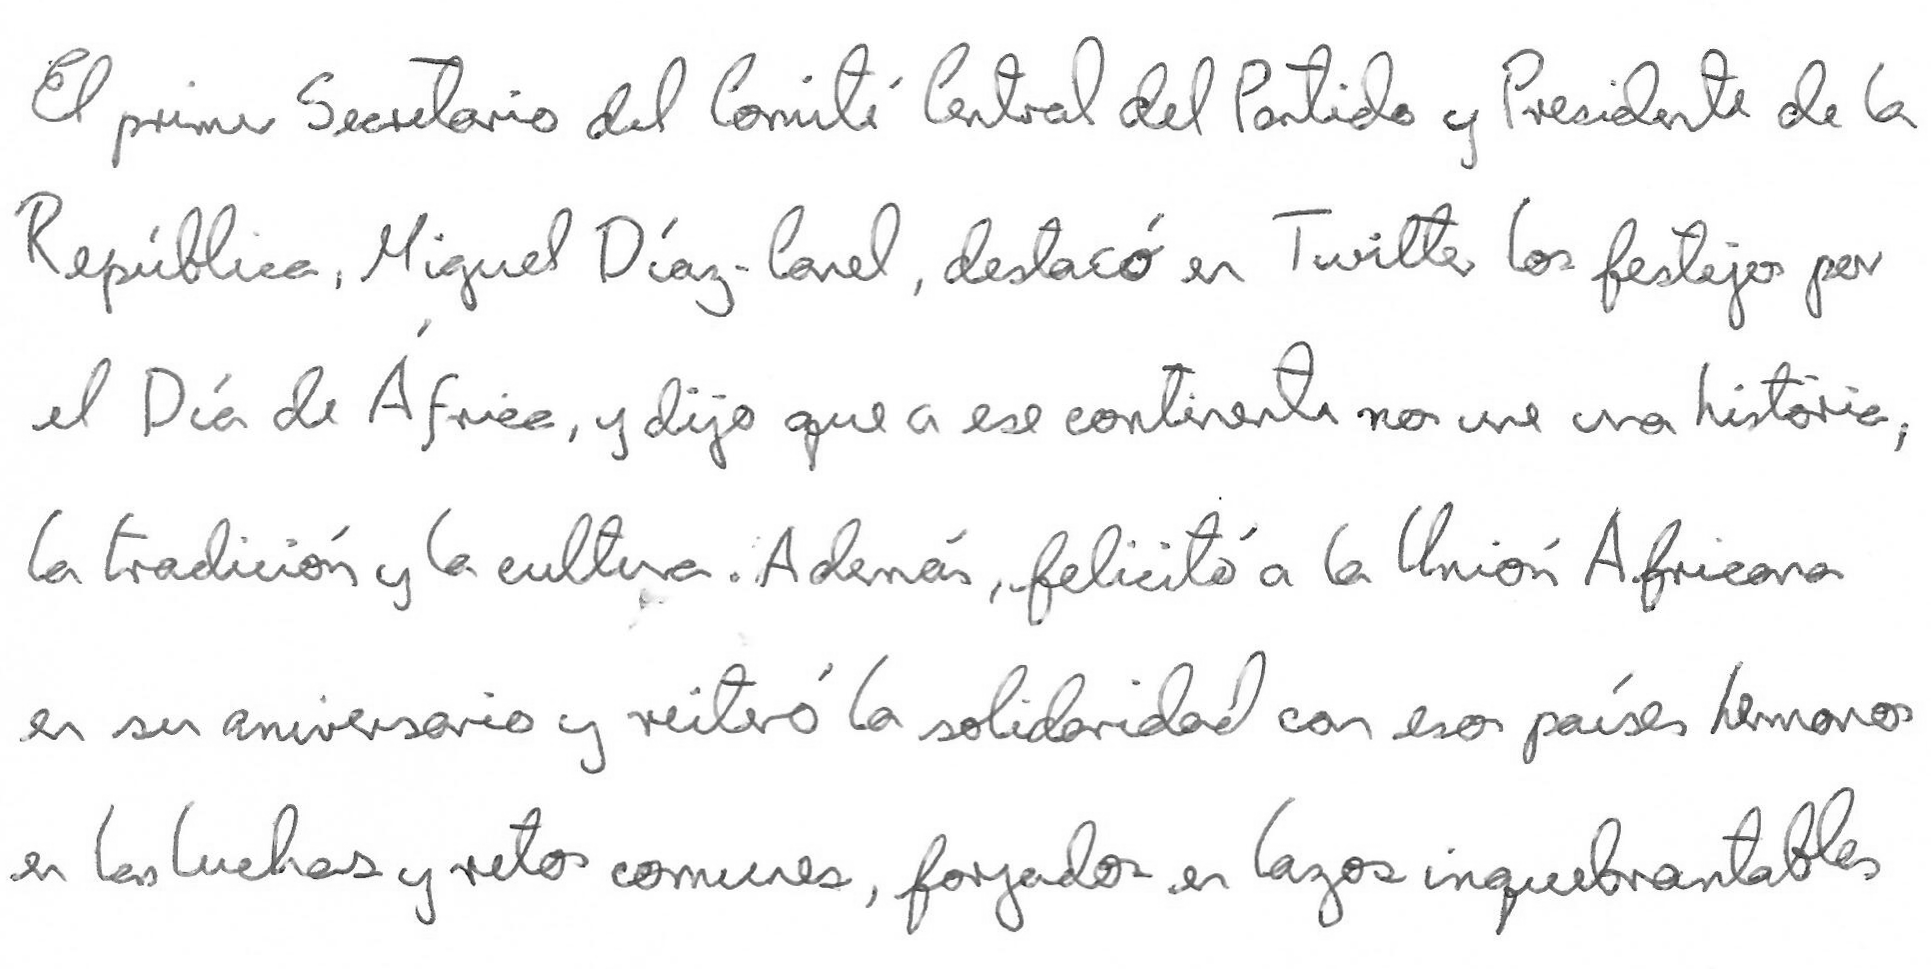 El primer Secretario del Comité Central del Partido y Presidente de la
República, Miguel Díaz-Canel, destacó en Twitter los festejos por
el Día de África, y dijo que a ese continente nos une una historia,
la tradición y la cultura. Además, felicitó a la Unión Africana
en su aniversario y reiteró la solidaridad con esos países hermanos
en las luchas y retos comunes, forjados en lazos inquebrantables